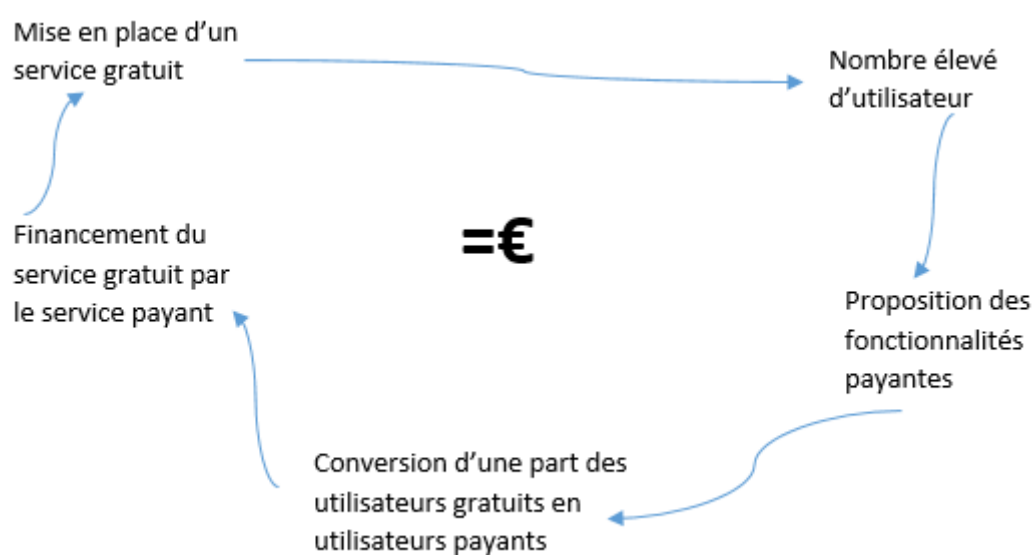 Mise en place d’un
service gratuit
Nombre élevé
d’utilisateur
Proposition des
fonctionnalités
payantes
Conversion d’une part des
utilisateurs gratuits en
utilisateurs payants
Financement du
service gratuit par
le service payant
=€